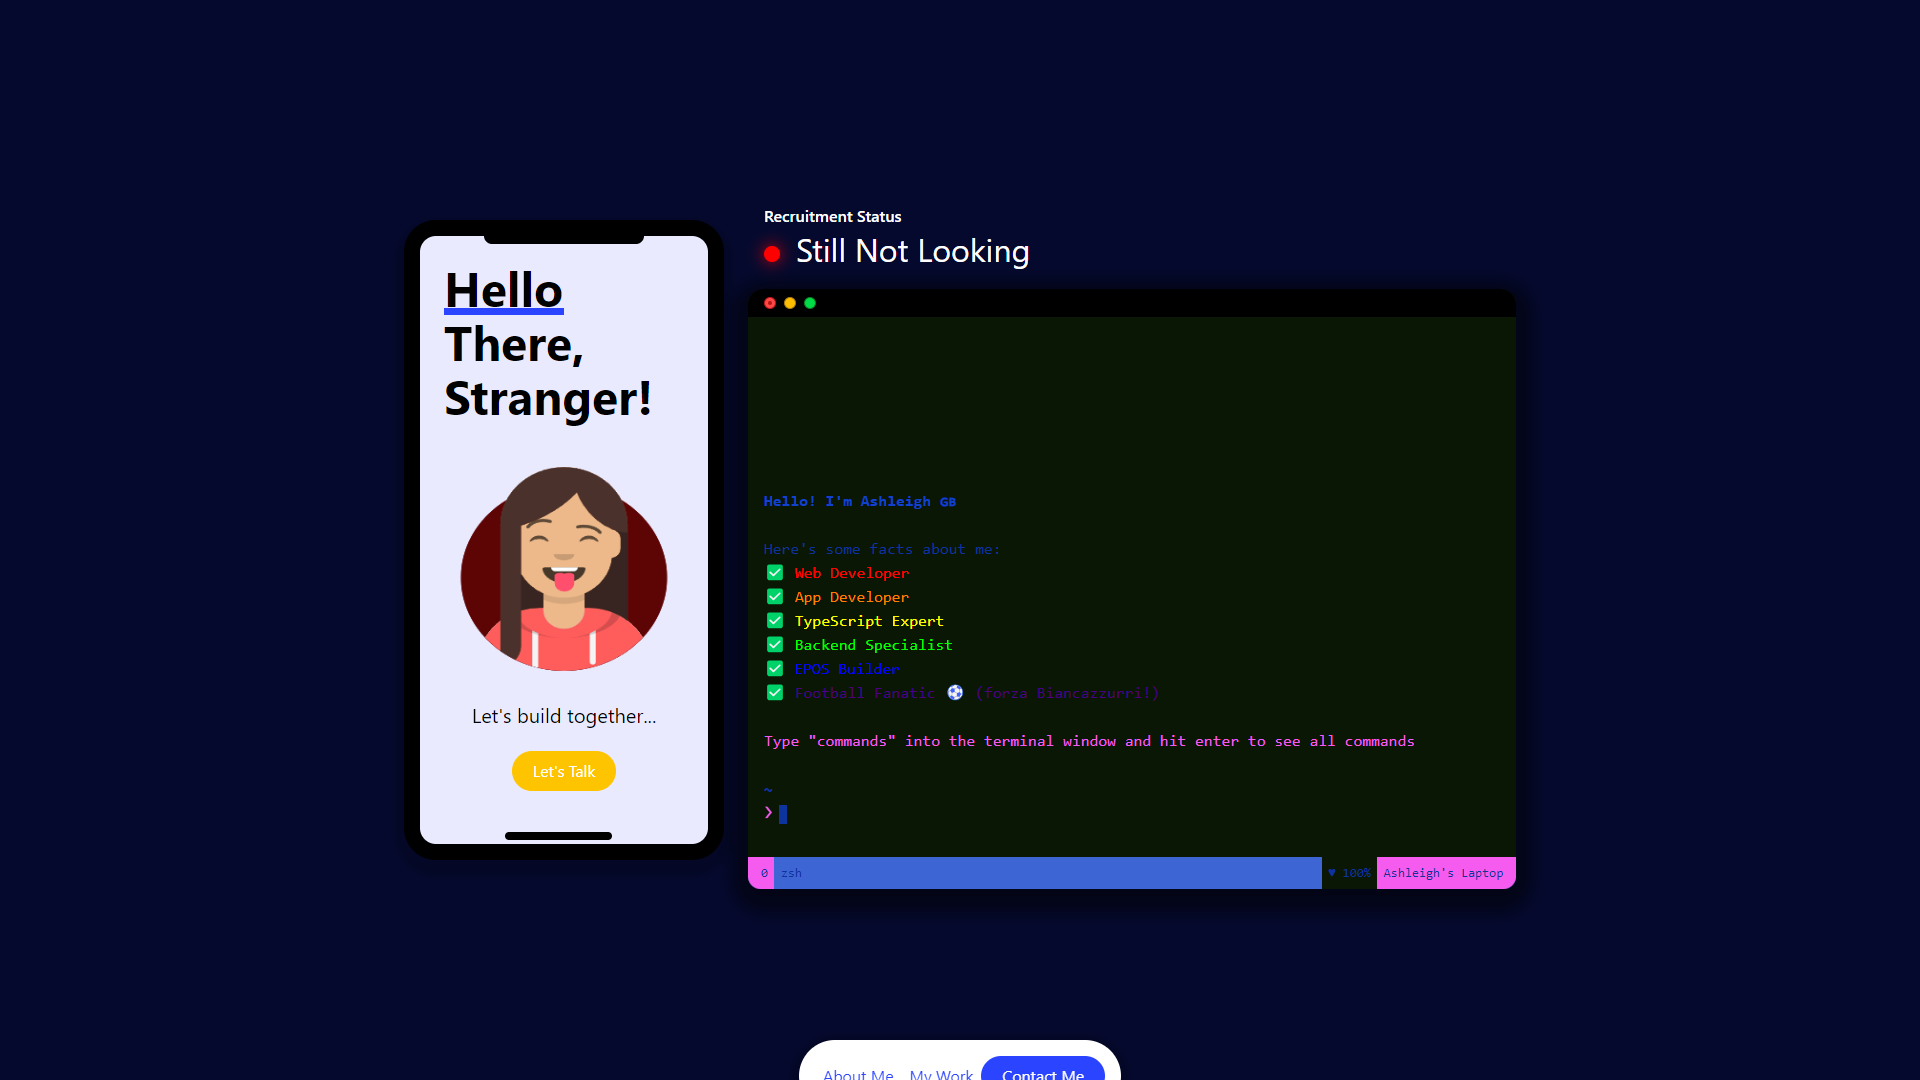 Hello
There,
Stranger!
Let's build together...
Let's Talk
Recruitment Status
Still Not Looking
Hello! I'm Ashleigh GB
Here's some facts about me:
✅ Web Developer
✅ App Developer
✅ TypeScript Expert
✅ Backend Specialist
✅ EPOS Builder
✅ Football Fanatic ⚽ (forza Biancazzurri!)
Type "commands" into the terminal window and hit enter to see all commands
~
❯
0 zsh ♥ 100% Ashleigh's Laptop
About Me My Work Contact Me